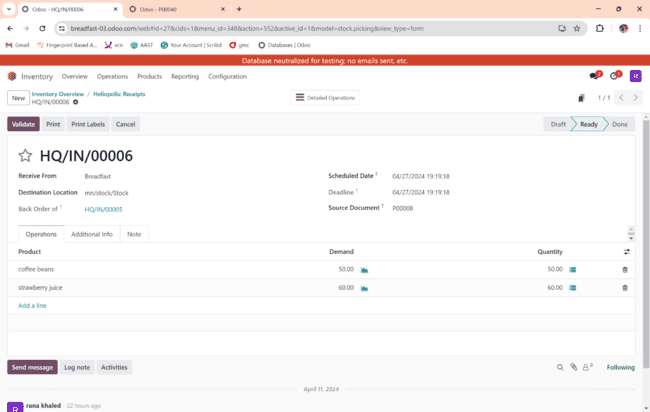 Odoo - HQ/IN/00006
Odoo - P00040
breadfast-03.odoo.com/web#id=27&cids=1&menu_id=348&action=552&active_id=1&model=stock.picking&view_type=form
Gmail
Fingerprint Based A...
vcn
AAST
Your Account | Scribd
gmc
Databases | Odoo
Database neutralized for testing: no emails sent, etc.
Inventory
Overview
Operations
Products
Reporting
Configuration
R
New
Inventory Overview / Heliopolic Receipts
HQ/IN/00006
Detailed Operations
1 / 1
Validate
Print
Print Labels
Cancel
Draft
Ready
Done
HQ/IN/00006
Receive From
Breadfast
Scheduled Date ?
04/27/2024 19:19:18
Destination Location
mn/stock/Stock
Deadline ?
04/27/2024 19:19:18
Back Order of ?
HQ/IN/00005
Source Document ?
P00008
Operations
Additional Info
Note
Product
Demand
Quantity
coffee beans
50.00
50.00
strawberry juice
60.00
60.00
Add a line
Send message
Log note
Activities
2
Following
April 11, 2024
R
rana khaled - 22 hours ago